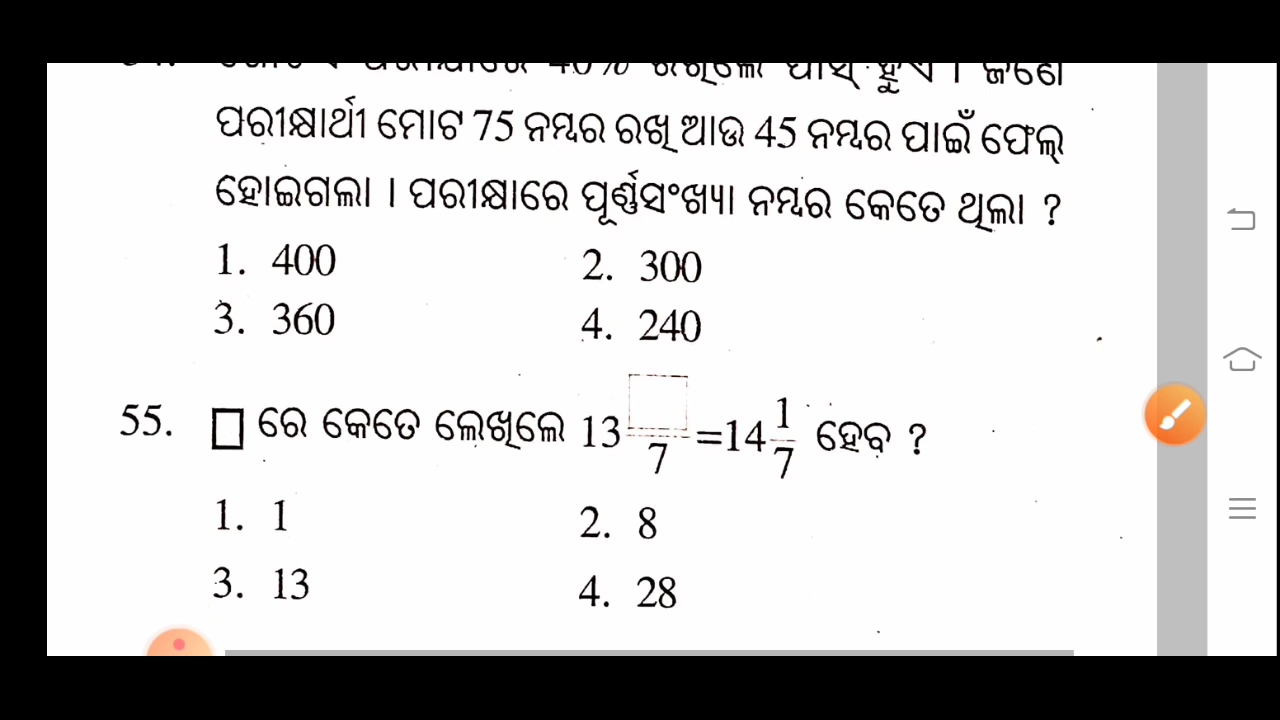 ପରୀକ୍ଷାର୍ଥୀ ମୋଟ 75 ନମ୍ବର ରଖି ଆଉ 45 ନମ୍ବର ପାଇଁ ଫେଲ୍
ହୋଇଗଲା । ପରୀକ୍ଷାରେ ପୂର୍ଣ୍ଣସଂଖ୍ୟା ନମ୍ବର କେତେ ଥିଲା ?
1. 400 2. 300
3. 360 4. 240
55. □ ରେ କେତେ ଲେଖିଲେ 13 □/7 =14 1/7 ହେବ ?
1. 1 2. 8
3. 13 4. 28